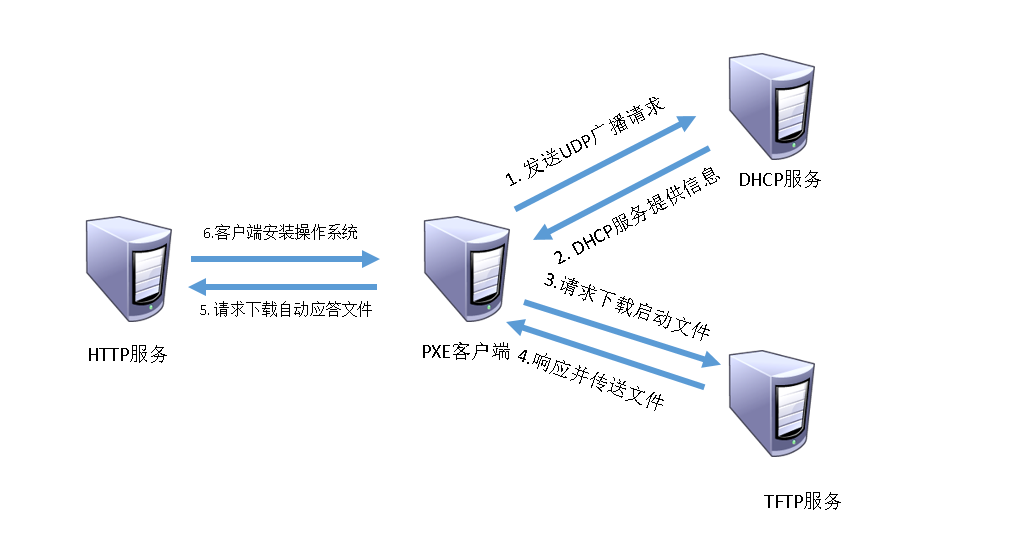 1. 发送UDP广播请求
DHCP服务
2. DHCP服务提供信息
6.客户端安装操作系统
5. 请求下载自动应答文件
HTTP服务
PXE客户端
3.请求下载启动文件
4.响应并传送文件
TFTP服务